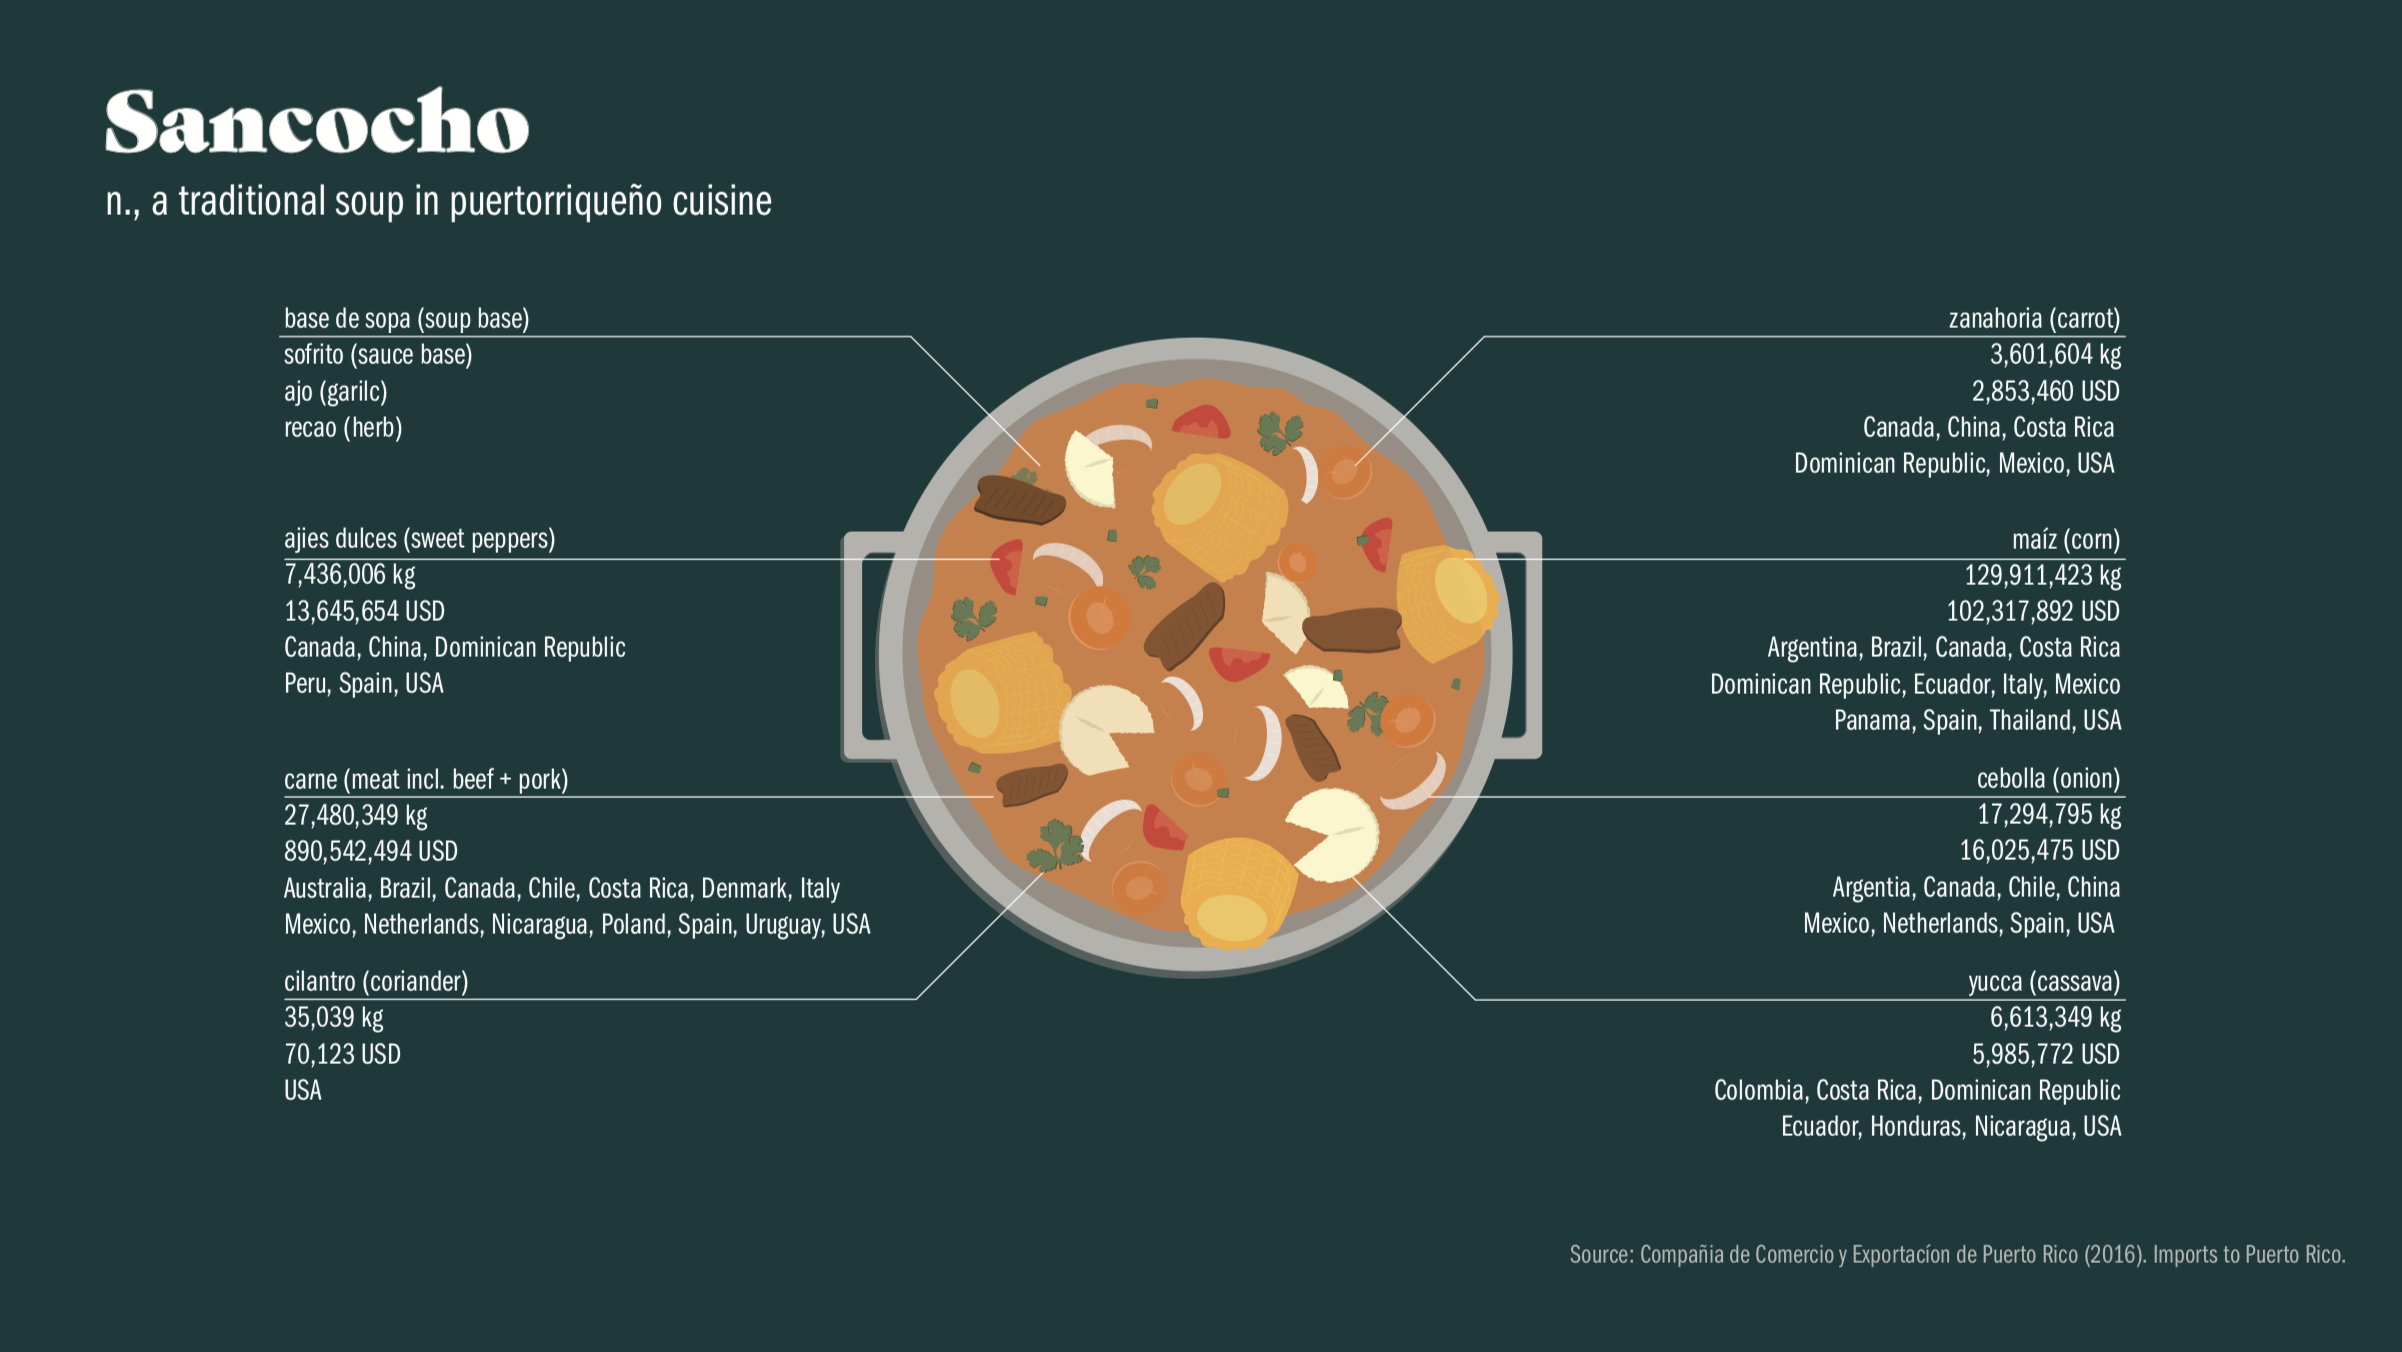 Sancocho
n., a traditional soup in puertorriqueño cuisine
base de sopa (soup base)
sofrito (sauce base)
ajo (garilc)
recao (herb)
ajies dulces (sweet peppers)
7,436,006 kg
13,645,654 USD
Canada, China, Dominican Republic
Peru, Spain, USA
carne (meat incl. beef + pork)
27,480,349 kg
890,542,494 USD
Australia, Brazil, Canada, Chile, Costa Rica, Denmark, Italy
Mexico, Netherlands, Nicaragua, Poland, Spain, Uruguay, USA
cilantro (coriander)
35,039 kg
70,123 USD
USA
zanahoria (carrot)
3,601,604 kg
2,853,460 USD
Canada, China, Costa Rica
Dominican Republic, Mexico, USA
maíz (corn)
129,911,423 kg
102,317,892 USD
Argentina, Brazil, Canada, Costa Rica
Dominican Republic, Ecuador, Italy, Mexico
Panama, Spain, Thailand, USA
cebolla (onion)
17,294,795 kg
16,025,475 USD
Argentia, Canada, Chile, China
Mexico, Netherlands, Spain, USA
yucca (cassava)
6,613,349 kg
5,985,772 USD
Colombia, Costa Rica, Dominican Republic
Ecuador, Honduras, Nicaragua, USA
Source: Compañia de Comercio y Exportacíon de Puerto Rico (2016). Imports to Puerto Rico.